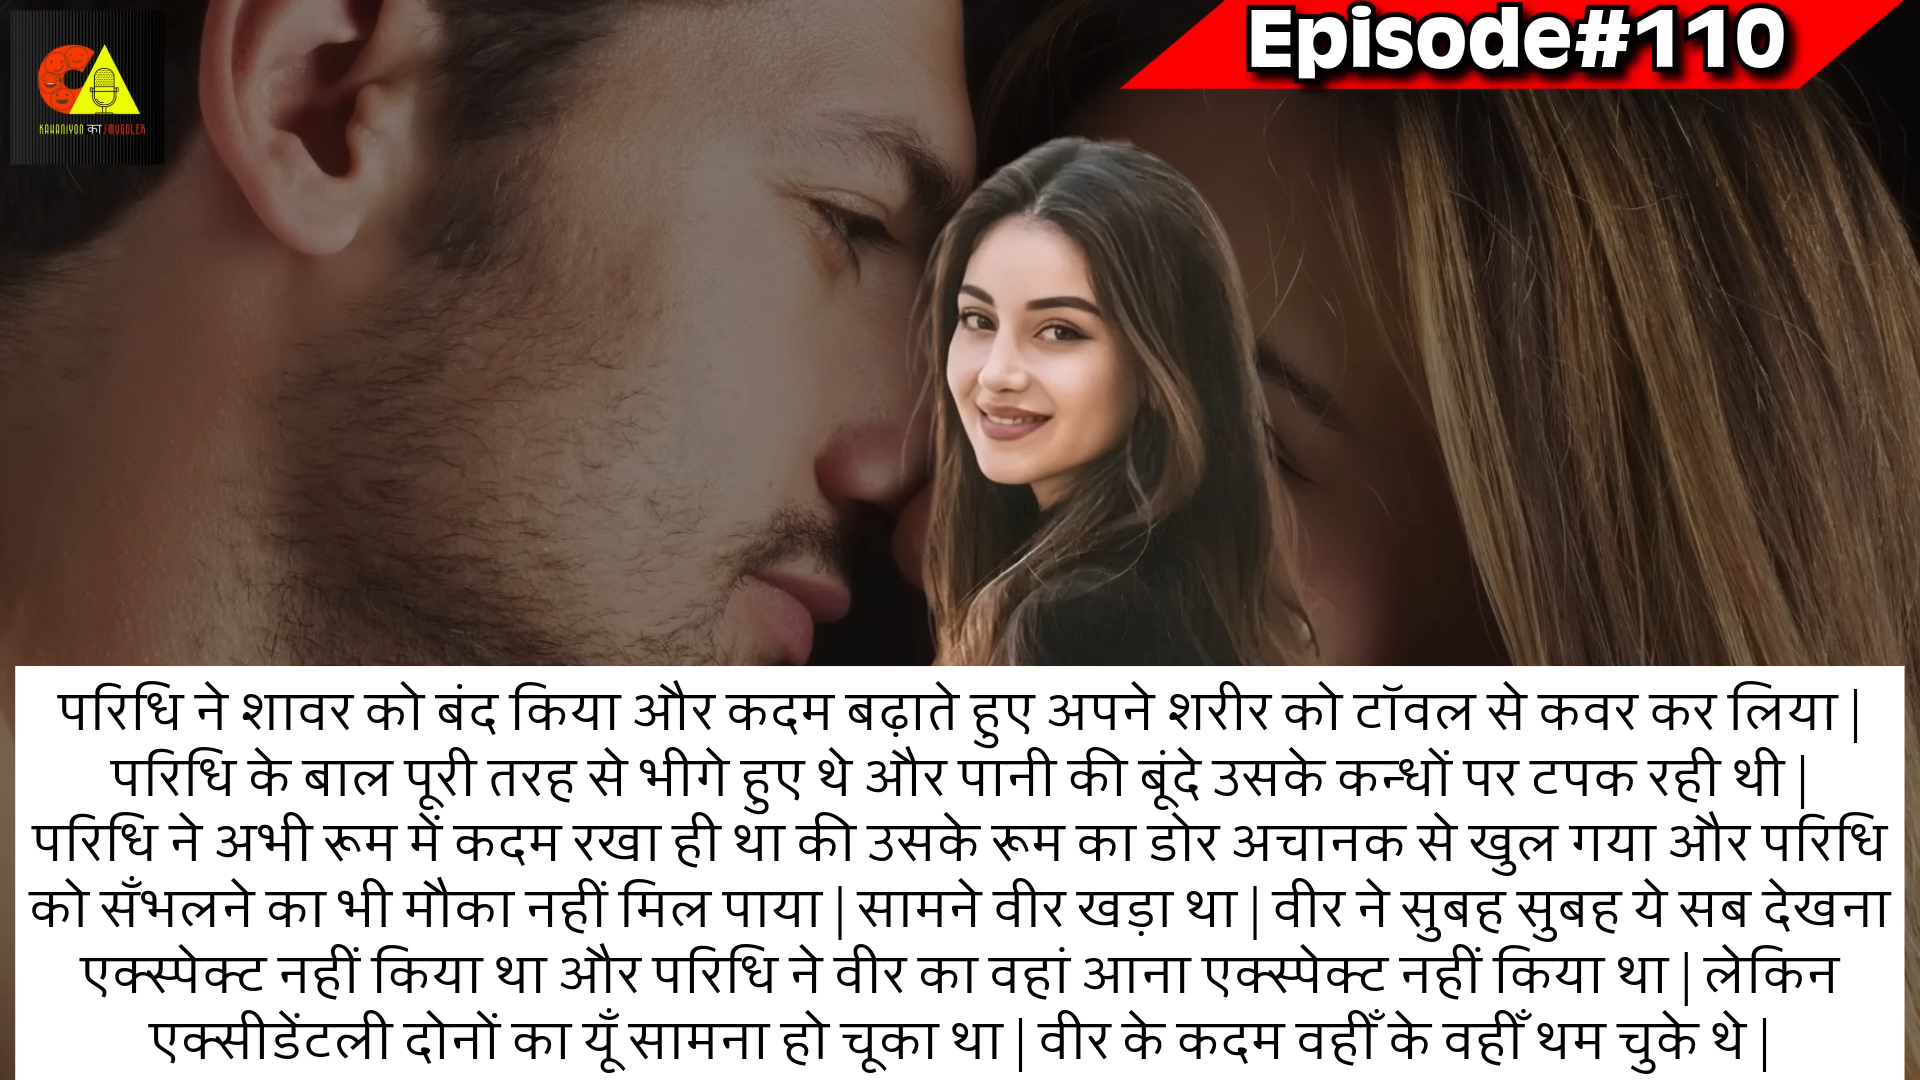 Episode#110
KAHANIYON का SMUGGLER
परिधि ने शावर को बंद किया और कदम बढ़ाते हुए अपने शरीर को टॉवल से कवर कर लिया |
परिधि के बाल पूरी तरह से भीगे हुए थे और पानी की बूंदे उसके कन्धों पर टपक रही थी |
परिधि ने अभी रूम में कदम रखा ही था की उसके रूम का डोर अचानक से खुल गया और परिधि
को सँभलने का भी मौका नहीं मिल पाया | सामने वीर खड़ा था | वीर ने सुबह सुबह ये सब देखना
एक्स्पेक्ट नहीं किया था और परिधि ने वीर का वहां आना एक्स्पेक्ट नहीं किया था | लेकिन
एक्सीडेंटली दोनों का यूँ सामना हो चूका था | वीर के कदम वहीँ के वहीँ थम चुके थे |